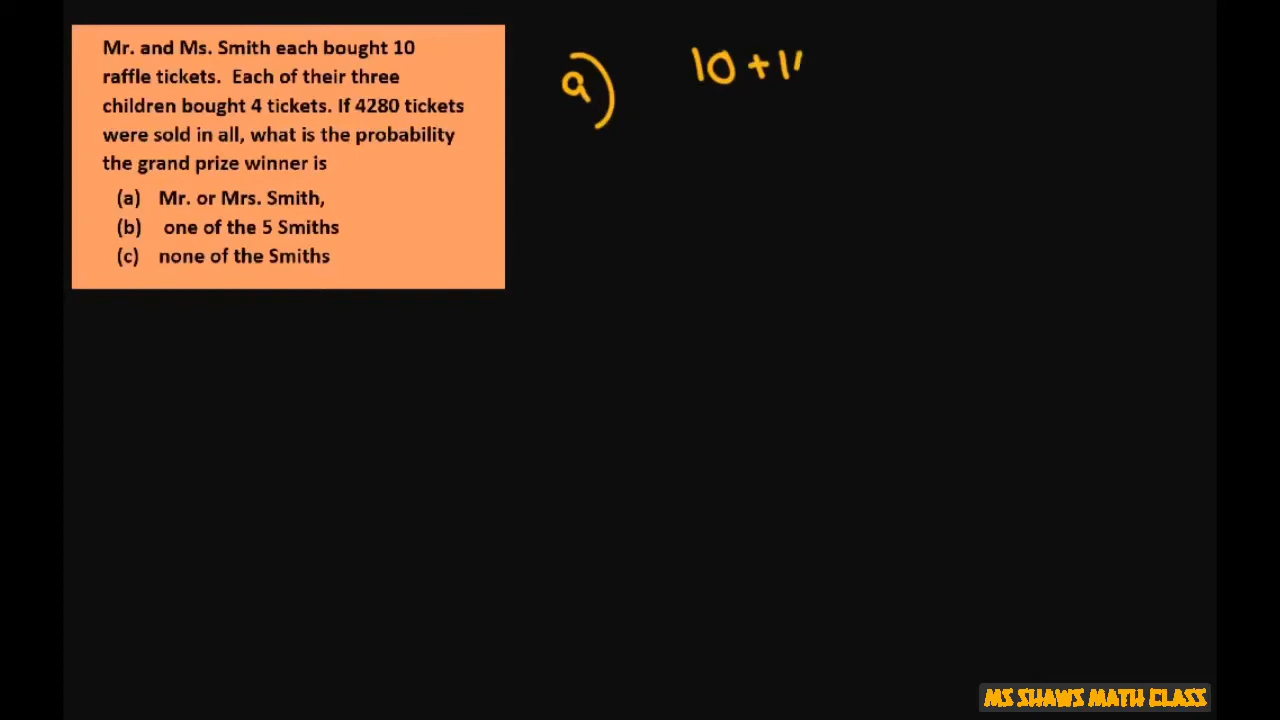 Mr. and Ms. Smith each bought 10
raffle tickets. Each of their three
children bought 4 tickets. If 4280 tickets
were sold in all, what is the probability
the grand prize winner is
(a) Mr. or Mrs. Smith,
(b) one of the 5 Smiths
(c) none of the Smiths
a)
10 + 1
MS SHAWS MATH CLASS